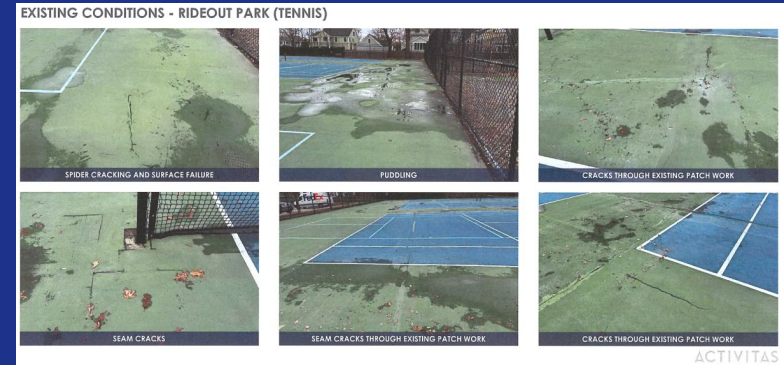 EXISTING CONDITIONS - RIDEOUT PARK (TENNIS)
SPIDER CRACKING AND SURFACE FAILURE
PUDDLING
CRACKS THROUGH EXISTING PATCH WORK
SEAM CRACKS
SEAM CRACKS THROUGH EXISTING PATCH WORK
CRACKS THROUGH EXISTING PATCH WORK
ACTIVITAS